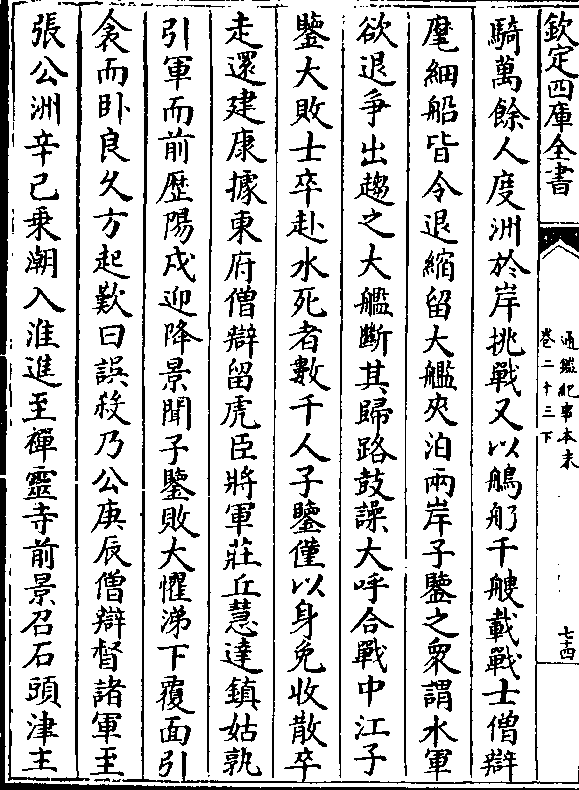 欽定四庫全書
通鑑紀事本末
卷二十三下
七十四
騎萬餘人度洲於岸挑戰又以鵃𦨴千艘載戰士僧辯
麾細船皆令退縮留大艦夾泊兩岸子鑒之衆謂水軍
欲退爭出趨之大艦斷其歸路鼓譟大呼合戰中江子
鑒大敗士卒赴水死者數千人子鑒僅以身免收散卒
走還建康據東府僧辯留虎臣將軍莊丘慧達鎮姑孰
引軍而前歷陽戍迎降景聞子鑒敗大懼涕下覆面引
衾而卧良久方起歎曰誤殺乃公庚辰僧辯督諸軍至
張公洲辛已乗潮入淮進至禪靈寺前景召石頭津主